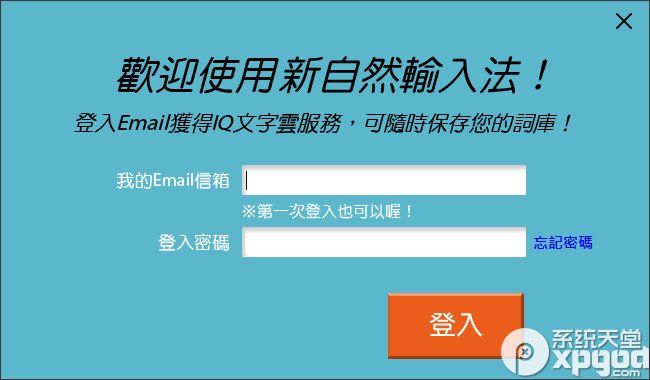 歡迎使用新自然輸入法！
登入Email獲得IQ文字雲服務，可隨時保存您的詞庫！
我的Email信箱
※第一次登入也可以喔！
登入密碼
忘記密碼
登入
系统天堂
xpgod
.com